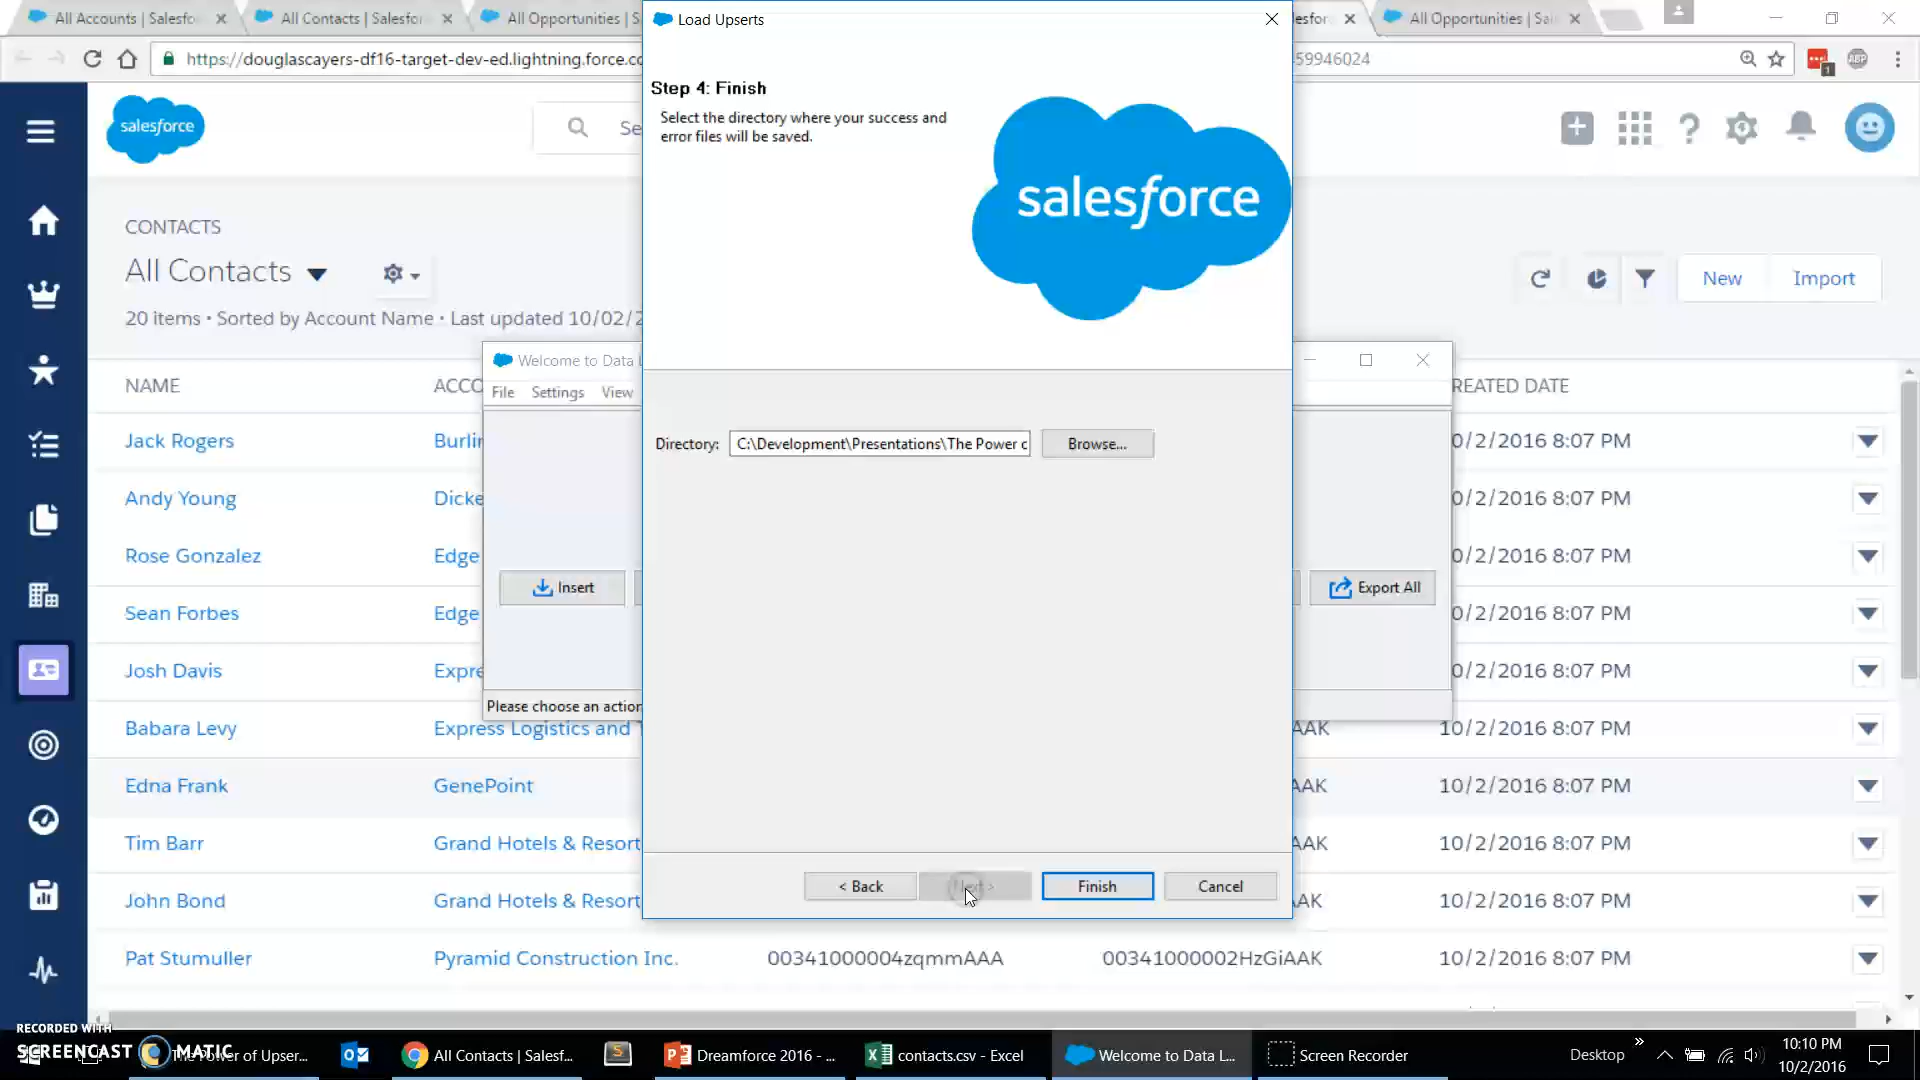 All Accounts | Salesfo
All Contacts | Salesfor
All Opportunities | S
Load Upserts
lesfor
All Opportunities | Sal
https://douglascayers-df16-target-dev-ed.lightning.force.co
59946024
1
ABP
Step 4: Finish
Select the directory where your success and
error files will be saved.
salesforce
salesforce
Se
CONTACTS
All Contacts
20 items • Sorted by Account Name • Last updated 10/02/2
New
Import
Welcome to Data L
File Settings View
NAME
ACCO
REATED DATE
Jack Rogers
Burlin
0/2/2016 8:07 PM
Directory:
C:\Development\Presentations\The Power c
Browse...
Andy Young
Dicke
0/2/2016 8:07 PM
Rose Gonzalez
Edge
0/2/2016 8:07 PM
Insert
Export All
Sean Forbes
Edge
0/2/2016 8:07 PM
Josh Davis
Expre
0/2/2016 8:07 PM
Please choose an action
Babara Levy
Express Logistics and T
AAK
10/2/2016 8:07 PM
Edna Frank
GenePoint
AAK
10/2/2016 8:07 PM
Tim Barr
Grand Hotels & Resort
AAK
10/2/2016 8:07 PM
< Back
Next >
Finish
Cancel
John Bond
Grand Hotels & Resort
AAK
10/2/2016 8:07 PM
Pat Stumuller
Pyramid Construction Inc.
00341000004zqmmAAA
00341000002HzGiAAK
10/2/2016 8:07 PM
RECORDED WITH
SCREENCAST MATIC
Power of Upser...
All Contacts | Salesf...
Dreamforce 2016 - ...
contacts.csv - Excel
Welcome to Data L...
Screen Recorder
Desktop
10:10 PM
10/2/2016